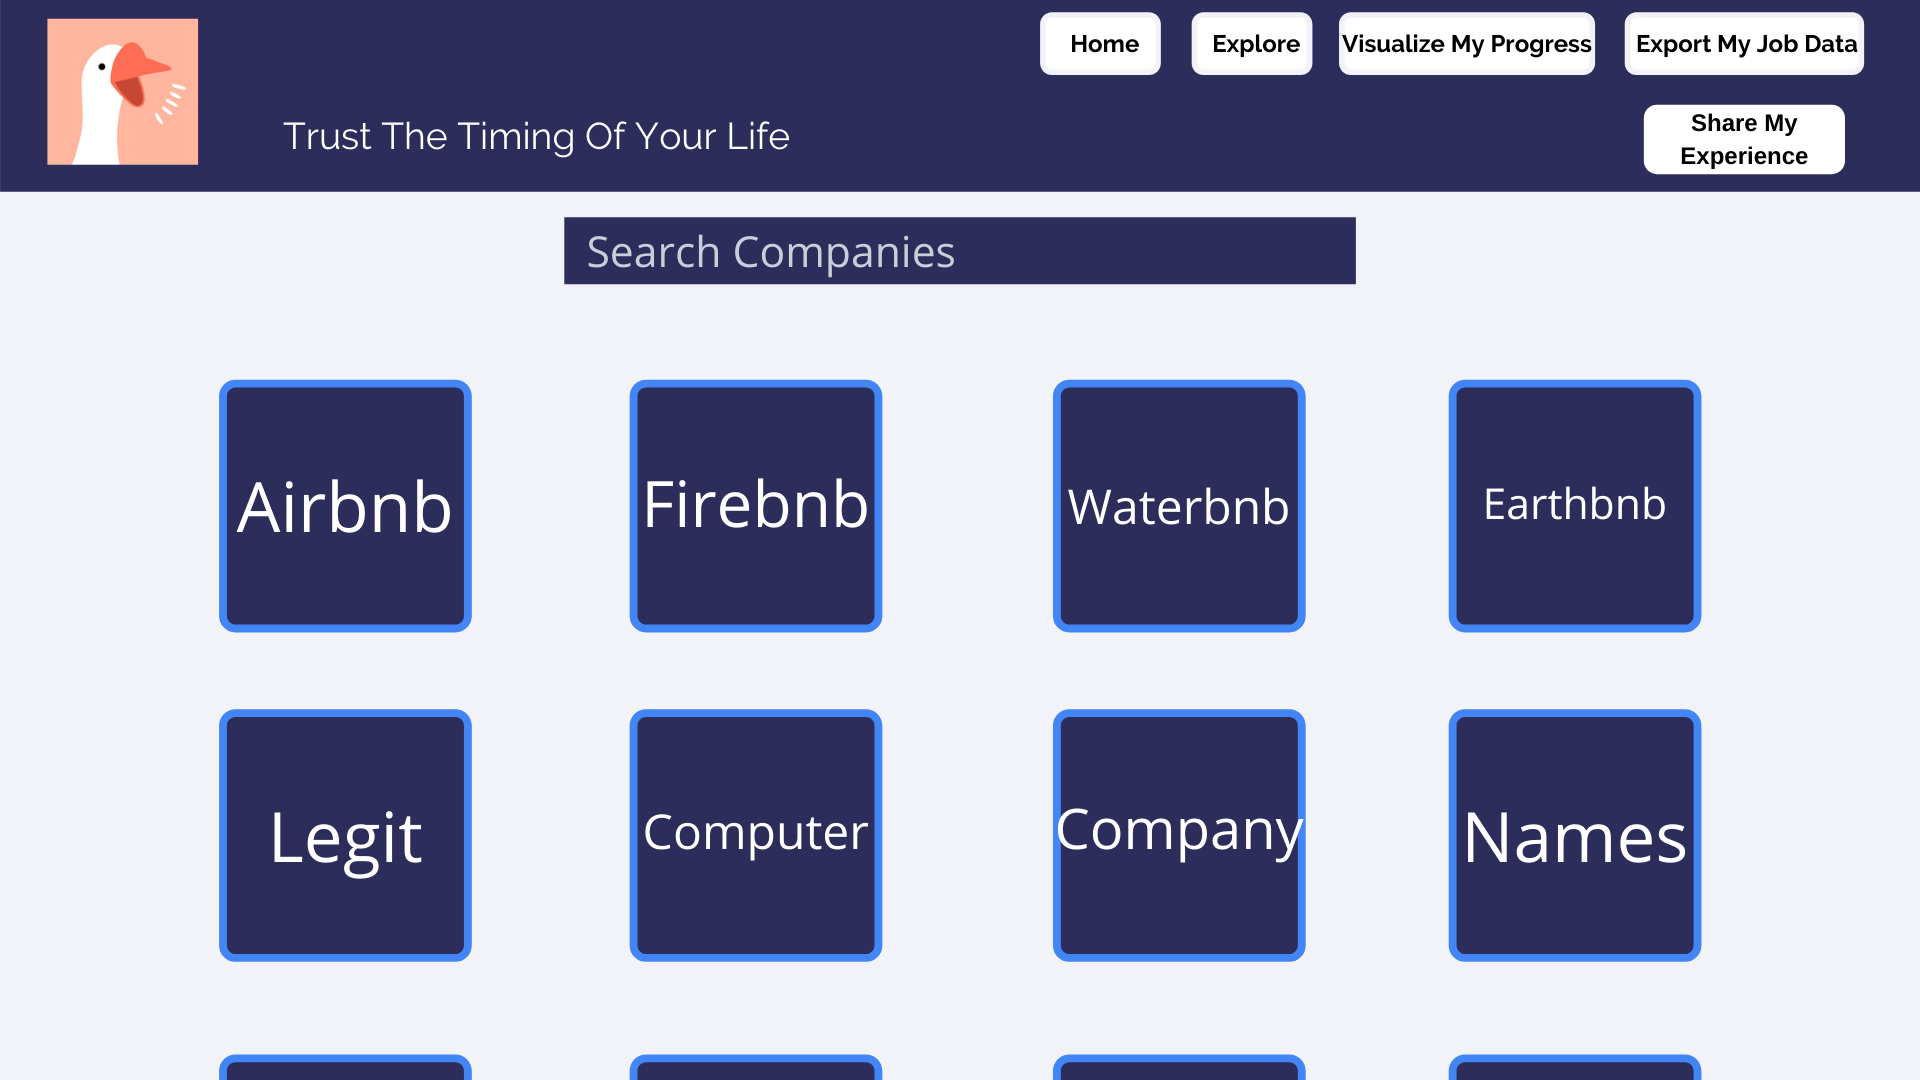 Home
Explore
Visualize My Progress
Export My Job Data
Trust The Timing Of Your Life
Share My
Experience
Search Companies
Airbnb
Firebnb
Waterbnb
Earthbnb
Legit
Computer
Company
Names